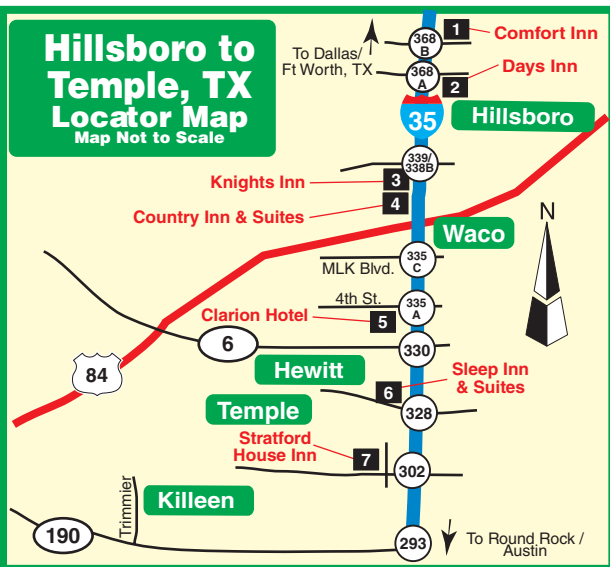 Hillsboro to
Temple, TX
Locator Map
Map Not to Scale
To Dallas/
Ft Worth, TX
368
B
1
Comfort Inn
368
A
2
Days Inn
35
Hillsboro
339/
338B
Knights Inn
3
Country Inn & Suites
4
N
Waco
MLK Blvd.
335
C
4th St.
335
A
Clarion Hotel
5
6
330
84
Hewitt
Sleep Inn
& Suites
6
Temple
328
Stratford
House Inn
7
302
Trimmier
Killeen
190
293
To Round Rock /
Austin